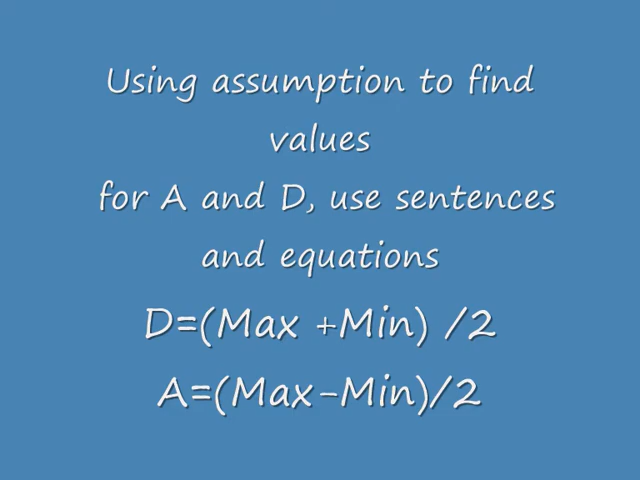 Using assumption to find
values
for A and D, use sentences
and equations
D=(Max +Min) /2
A=(Max-Min)/2